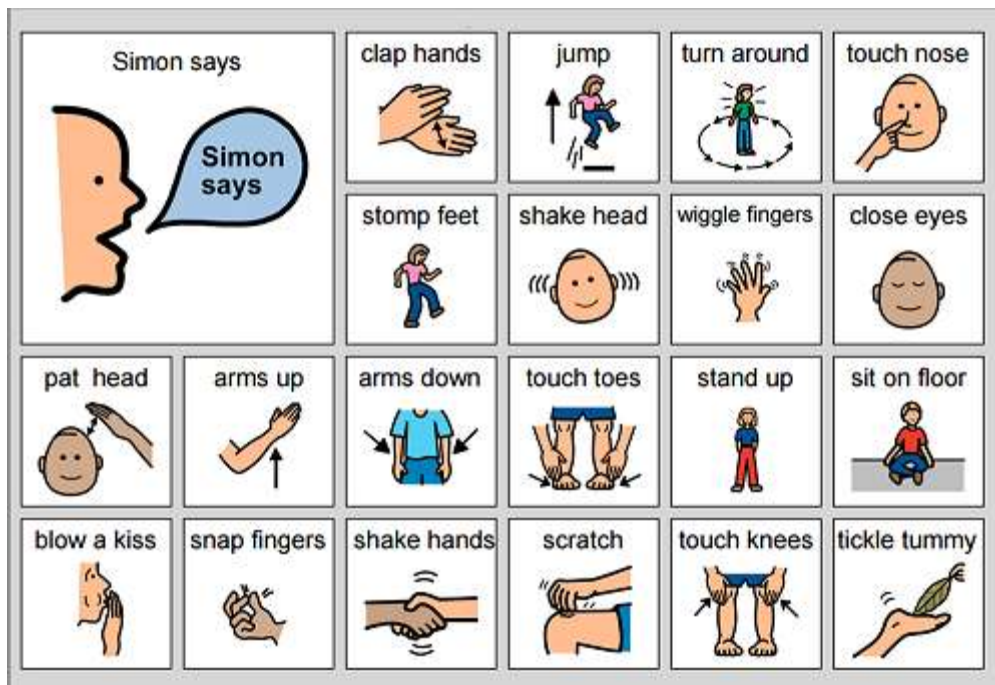 Simon says
Simon
says
clap hands
jump
turn around
touch nose
stomp feet
shake head
wiggle fingers
close eyes
pat head
arms up
arms down
touch toes
stand up
sit on floor
blow a kiss
snap fingers
shake hands
scratch
touch knees
tickle tummy